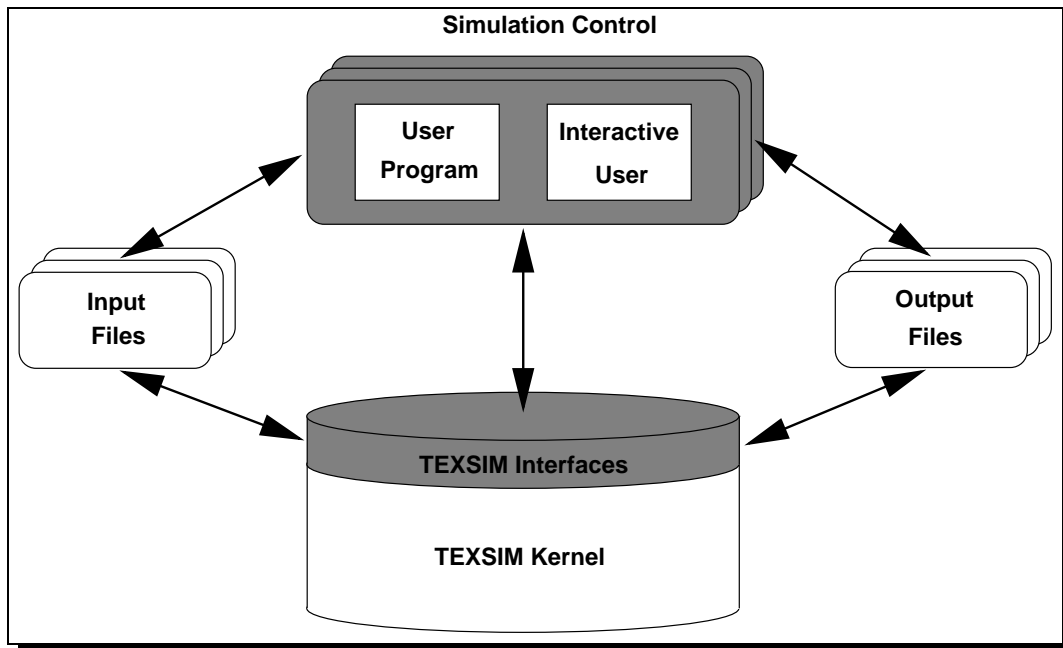 Simulation Control
User
Program
Interactive
User
Input
Files
Output
Files
TEXSIM Interfaces
TEXSIM Kernel